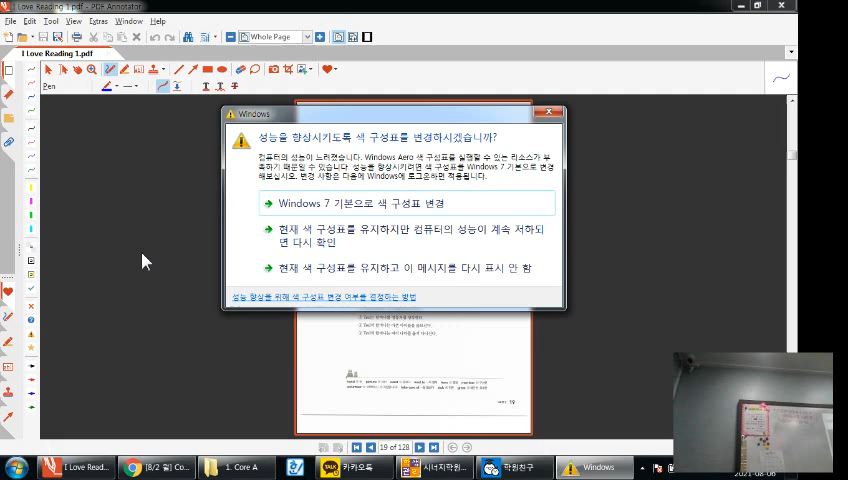 I Love Reading 1.pdf - PDF Annotator
File Edit Tool View Extras Window Help
Whole Page
I Love Reading 1.pdf
Pen
Windows
성능을 향상시키도록 색 구성표를 변경하시겠습니까?
컴퓨터의 성능이 느려졌습니다. Windows Aero 색 구성표를 실행할 수 있는 리소스가 부
족하기 때문일 수 있습니다. 성능을 향상시키려면 색 구성표를 Windows 7 기본으로 변경
해보십시오. 변경 사항은 다음에 Windows에 로그온하면 적용됩니다.
Windows 7 기본으로 색 구성표 변경
현재 색 구성표를 유지하지만 컴퓨터의 성능이 계속 저하되
면 다시 확인
현재 색 구성표를 유지하고 이 메시지를 다시 표시 안 함
성능 향상을 위해 색 구성표 변경 여부를 결정하는 방법
19
19 of 128
I Love Read...
[8/2 월] Co...
1. Core A
카카오톡
시너지학원...
학원친구
Windows
2021-08-06